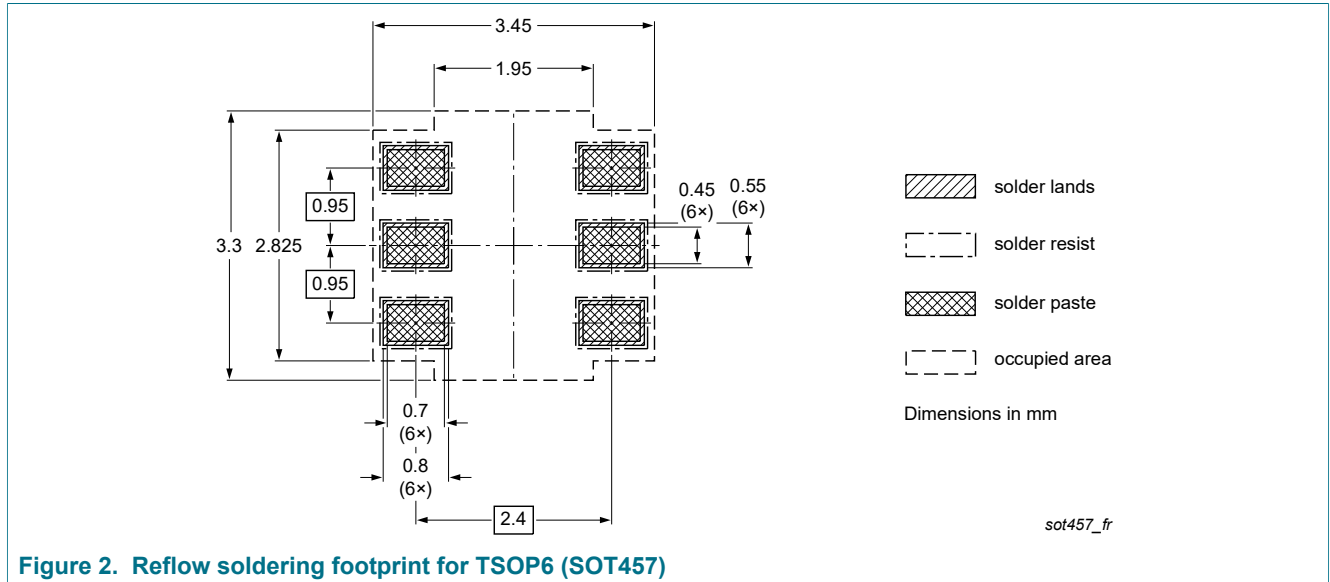 3.45
1.95
0.95
3.3 2.825
0.95
0.45
(6×)
0.55
(6×)
0.7
(6×)
0.8
(6×)
2.4
solder lands
solder resist
solder paste
occupied area
Dimensions in mm
sot457_fr
Figure 2. Reflow soldering footprint for TSOP6 (SOT457)